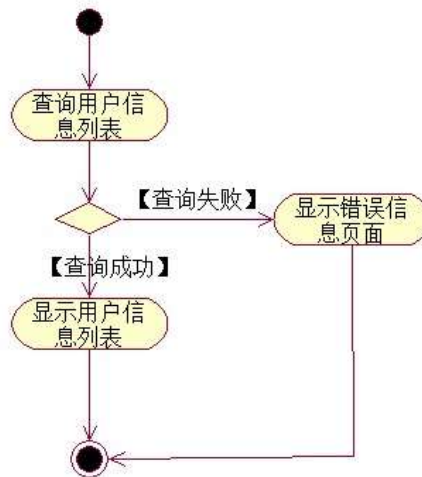 查询用户信
息列表
【查询失败】
显示错误信
息页面
【查询成功】
显示用户信
息列表